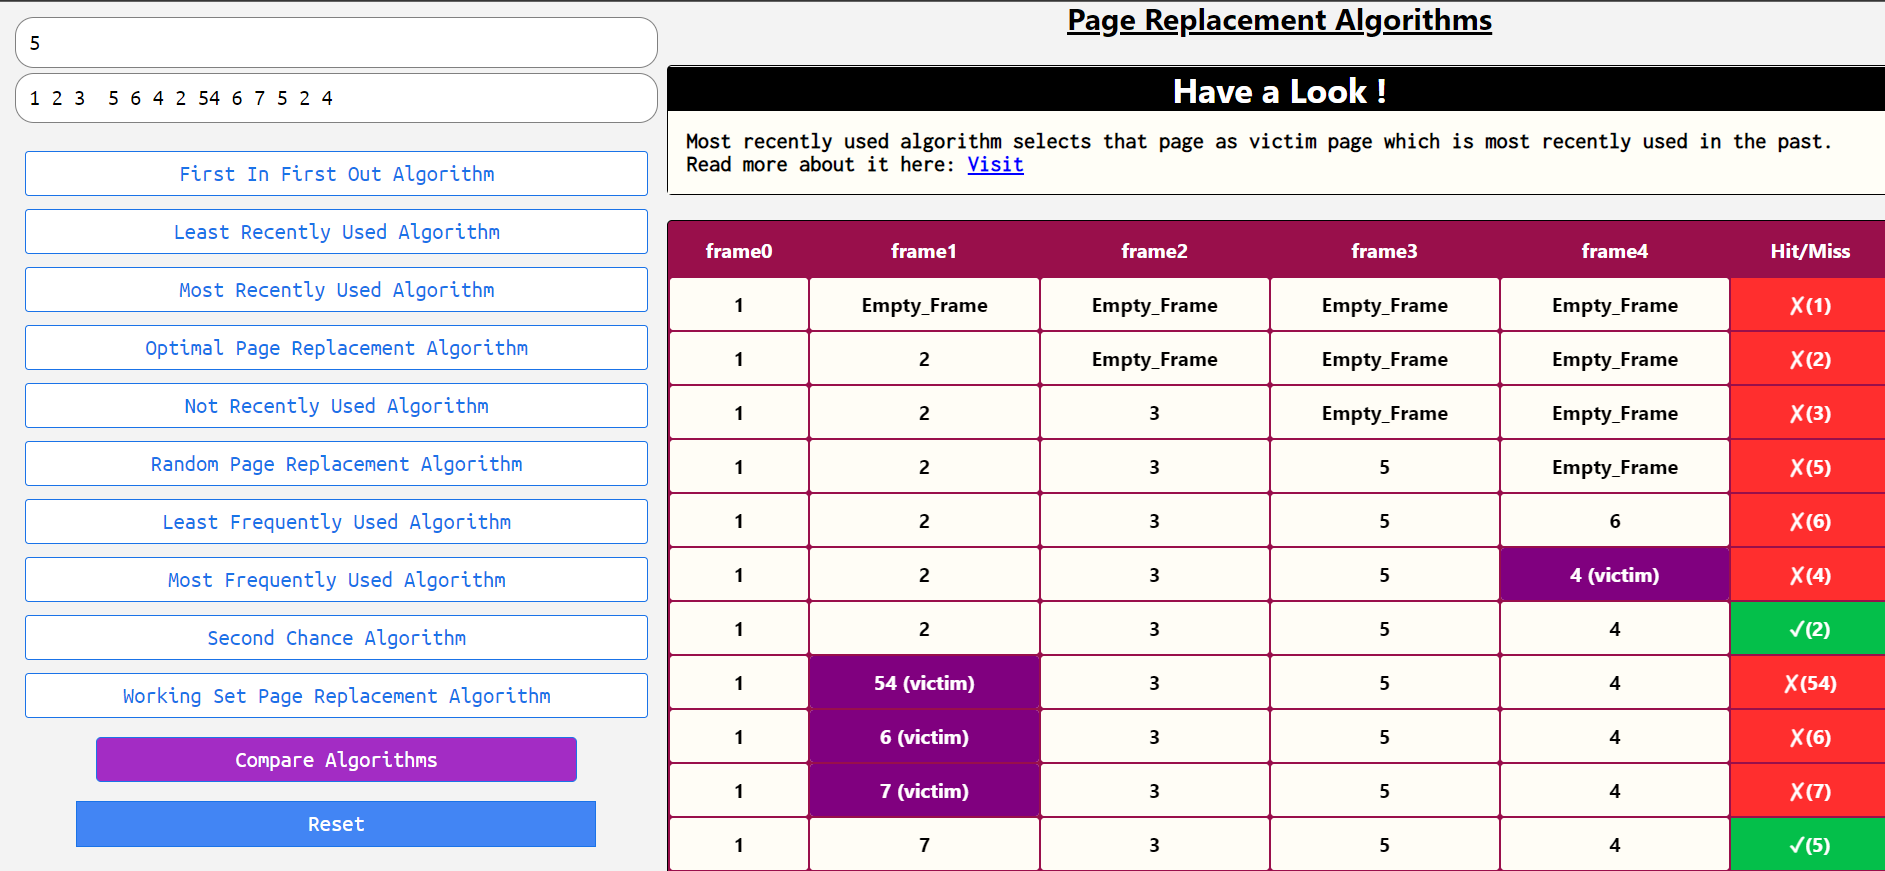 5
1 2 3  5 6 4 2 54 6 7 5 2 4
First In First Out Algorithm
Least Recently Used Algorithm
Most Recently Used Algorithm
Optimal Page Replacement Algorithm
Not Recently Used Algorithm
Random Page Replacement Algorithm
Least Frequently Used Algorithm
Most Frequently Used Algorithm
Second Chance Algorithm
Working Set Page Replacement Algorithm
Compare Algorithms
Reset
Page Replacement Algorithms
Have a Look !
Most recently used algorithm selects that page as victim page which is most recently used in the past.
Read more about it here: Visit
frame0 frame1 frame2 frame3 frame4 Hit/Miss
1 Empty_Frame Empty_Frame Empty_Frame Empty_Frame ✗(1)
1 2 Empty_Frame Empty_Frame Empty_Frame ✗(2)
1 2 3 Empty_Frame Empty_Frame ✗(3)
1 2 3 5 Empty_Frame ✗(5)
1 2 3 5 6 ✗(6)
1 2 3 5 4 (victim) ✗(4)
1 2 3 5 4 ✓(2)
1 54 (victim) 3 5 4 ✗(54)
1 6 (victim) 3 5 4 ✗(6)
1 7 (victim) 3 5 4 ✗(7)
1 7 3 5 4 ✓(5)